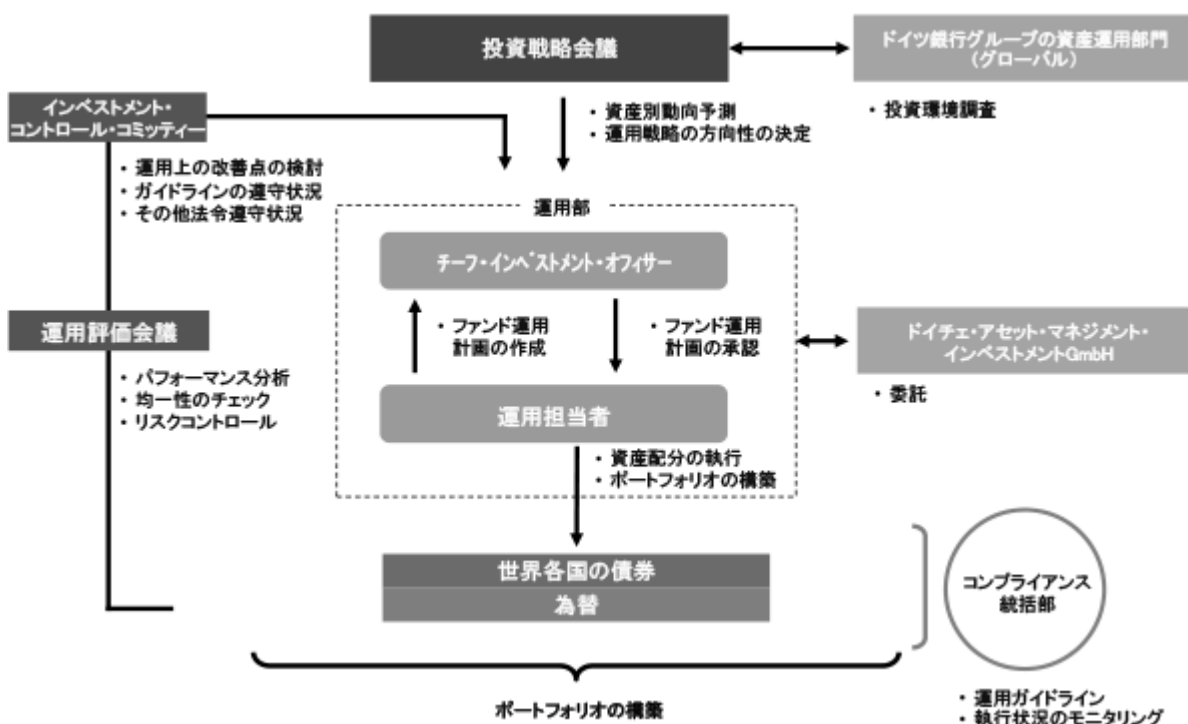 投資戦略会議
ドイツ銀行グループの資産運用部門
(グローバル)
・投資環境調査
・資産別動向予測
・運用戦略の方向性の決定
インベストメント・
コントロール・コミッティー
・運用上の改善点の検討
・ガイドラインの遵守状況
・その他法令遵守状況
運用部
チーフ・インベストメント・オフィサー
・ファンド運用
計画の作成
・ファンド運用
計画の承認
運用評価会議
・パフォーマンス分析
・均一性のチェック
・リスクコントロール
ドイチェ・アセット・マネジメント・
インベストメントGmbH
・委託
運用担当者
・資産配分の執行
・ポートフォリオの構築
世界各国の債券
為替
コンプライアンス
統括部
ポートフォリオの構築
・運用ガイドライン
・執行状況のモニタリング